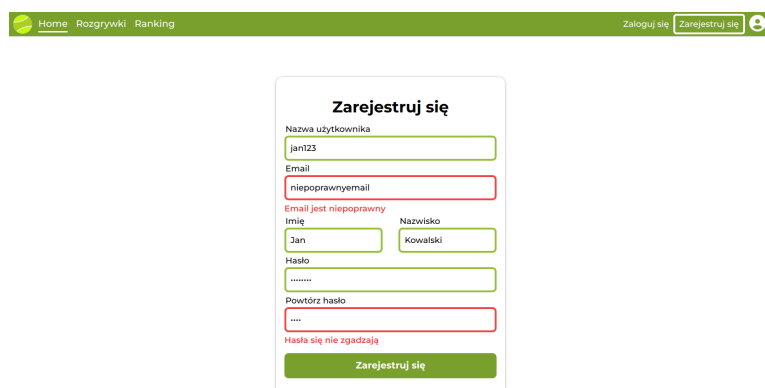 Home Rozgrywki Ranking Zaloguj się Zarejestruj się
Zarejestruj się
Nazwa użytkownika
jan123
Email
niepoprawnyemail
Email jest niepoprawny
Imię Nazwisko
Jan Kowalski
Hasło
········
Powtórz hasło
····
Hasła się nie zgadzają
Zarejestruj się